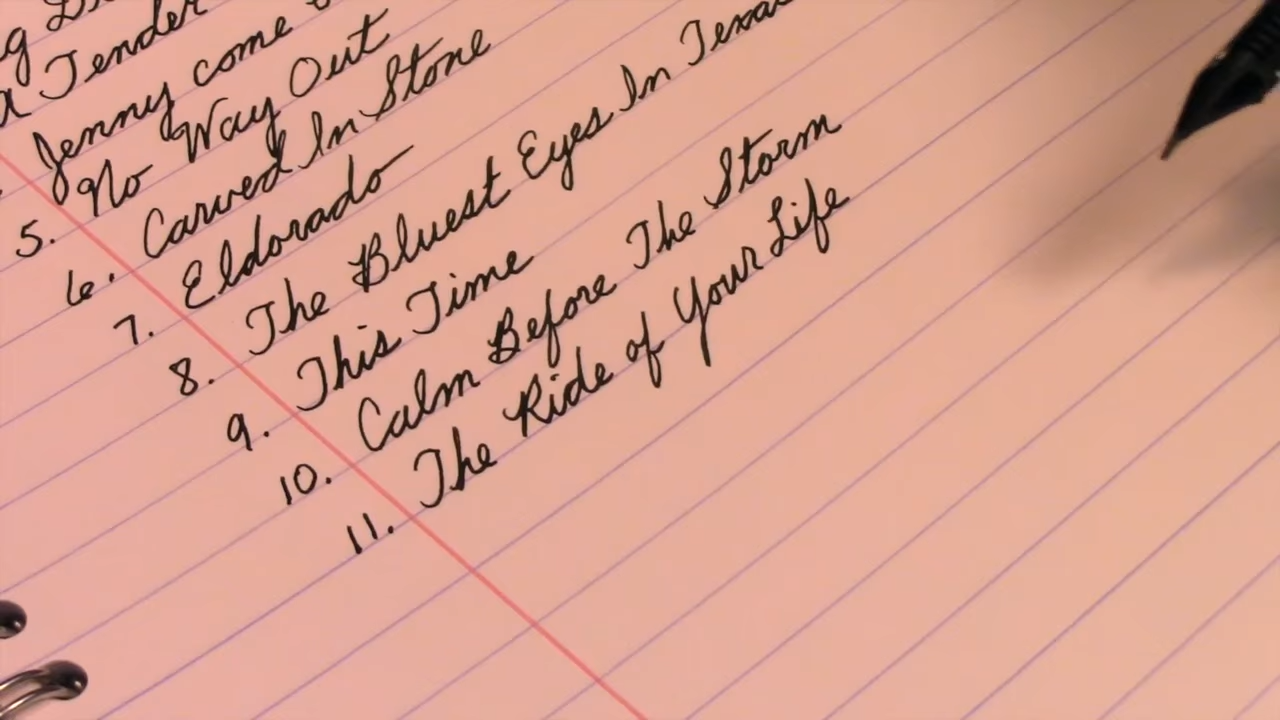 Tender
Jenny come
5. No Way Out
6. Carved In Stone
7. Eldorado
8. The Bluest Eyes In Texas
9. This Time
10. Calm Before The Storm
11. The Ride of Your Life